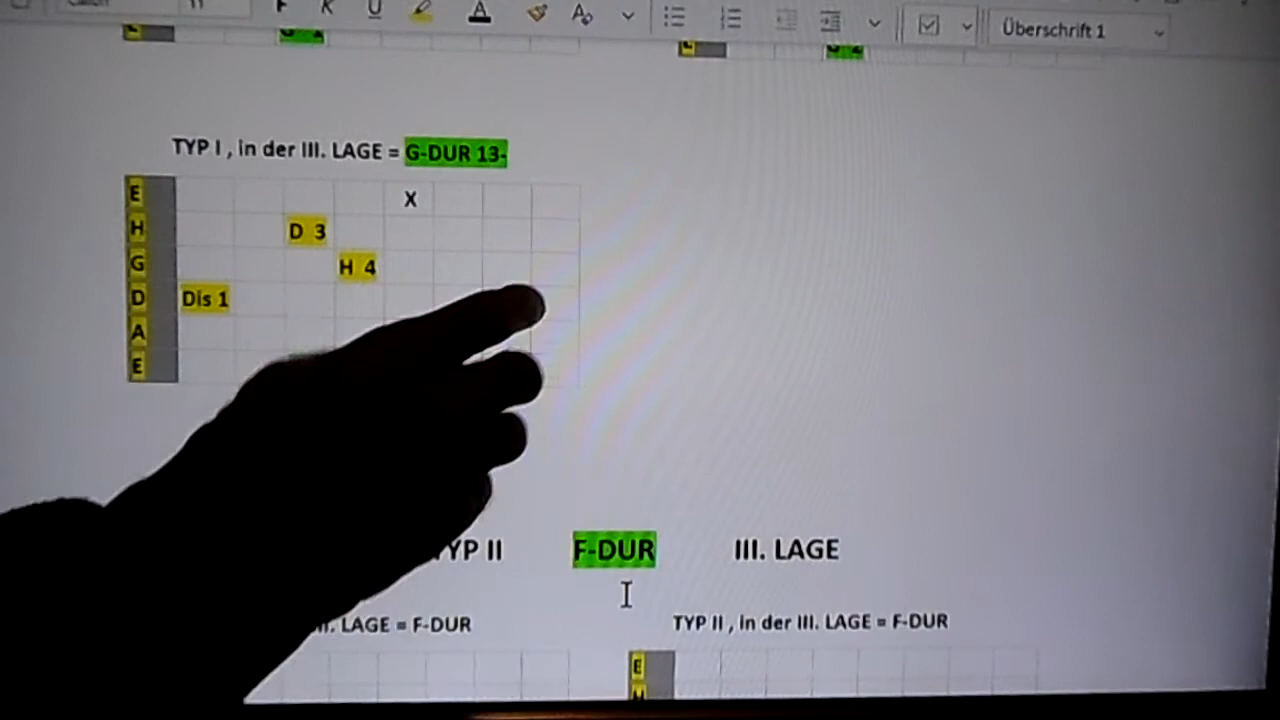 F K U A A
Überschrift 1
TYP I , in der III. LAGE = G-DUR 13-
E X
H D 3
G H 4
D Dis 1
A
E
TYP II F-DUR III. LAGE
LAGE = F-DUR TYP II , in der III. LAGE = F-DUR
E
H